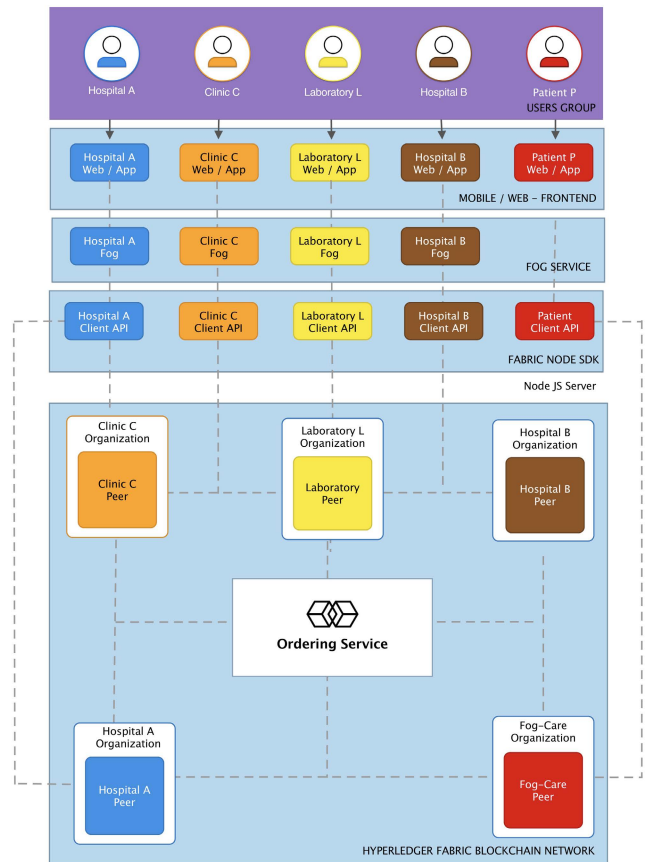 Hospital A
Clinic C
Laboratory L
Hospital B
Patient P
USERS GROUP
Hospital A
Web / App
Clinic C
Web / App
Laboratory L
Web / App
Hospital B
Web / App
Patient P
Web / App
MOBILE / WEB – FRONTEND
Hospital A
Fog
Clinic C
Fog
Laboratory L
Fog
Hospital B
Fog
FOG SERVICE
Hospital A
Client API
Clinic C
Client API
Laboratory L
Client API
Hospital B
Client API
Patient
Client API
FABRIC NODE SDK
Node JS Server
Clinic C
Organization
Clinic C
Peer
Laboratory L
Organization
Laboratory
Peer
Hospital B
Organization
Hospital B
Peer
Ordering Service
Hospital A
Organization
Hospital A
Peer
Fog-Care
Organization
Fog-Care
Peer
HYPERLEDGER FABRIC BLOCKCHAIN NETWORK